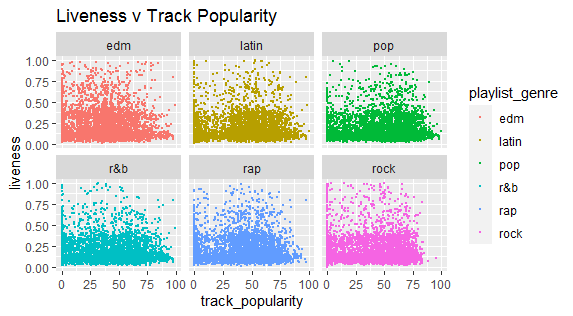 Liveness v Track Popularity
edm latin pop
1.00
0.75
0.50
0.25
0.00
r&b rap rock
1.00
0.75
0.50
0.25
0.00
liveness
0 25 50 75 100 0 25 50 75 100 0 25 50 75 100
track_popularity
playlist_genre
edm
latin
pop
r&b
rap
rock